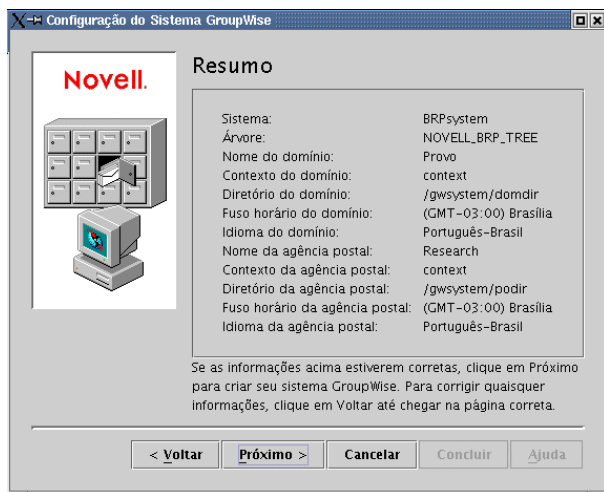 Configuração do Sistema GroupWise
Novell.
Resumo
Sistema: BRPsystem
Árvore: NOVELL_BRP_TREE
Nome do domínio: Provo
Contexto do domínio: context
Diretório do domínio: /gwsystem/domdir
Fuso horário do domínio: (GMT-03:00) Brasília
Idioma do domínio: Português-Brasil
Nome da agência postal: Research
Contexto da agência postal: context
Diretório da agência postal: /gwsystem/podir
Fuso horário da agência postal: (GMT-03:00) Brasília
Idioma da agência postal: Português-Brasil
Se as informações acima estiverem corretas, clique em Próximo
para criar seu sistema GroupWise. Para corrigir quaisquer
informações, clique em Voltar até chegar na página correta.
< Voltar Próximo > Cancelar Concluir Ajuda